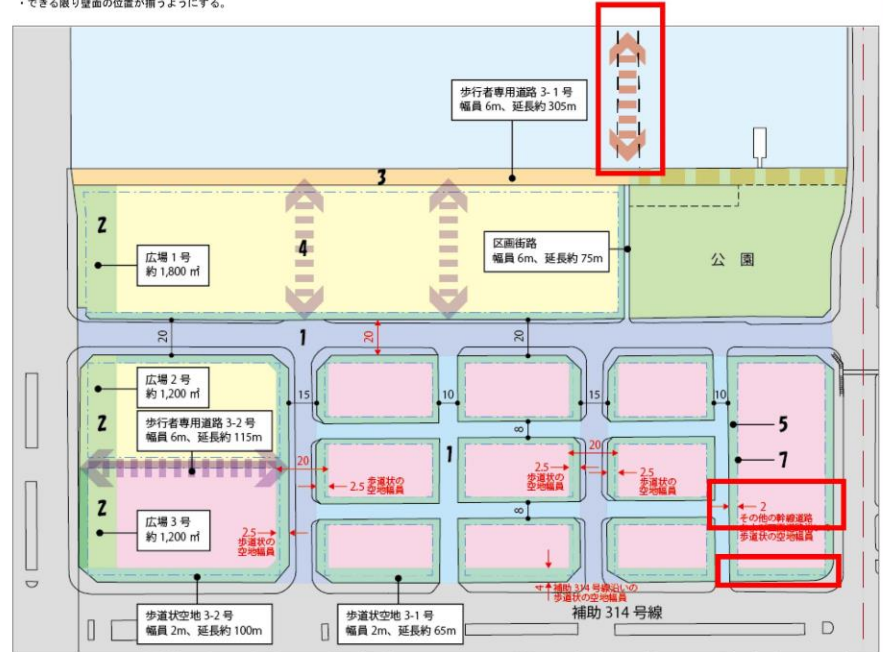 ・できる限り壁面の位置が揃うようにする。
歩行者専用道路 3-1 号
幅員 6m、延長約 305m
3
2
4
広場 1 号
約 1,800 ㎡
区画街路
幅員 6m、延長約 75m
公 園
20
1
20
20
広場 2 号
約 1,200 ㎡
15
10
15
10
2
歩行者専用道路 3-2 号
幅員 6m、延長約 115m
8
5
1
7
20
20
2.5 歩道状の
空地幅員
2.5
歩道状の
空地幅員
2.5
歩道状の
空地幅員
2
広場 3 号
約 1,200 ㎡
2.5
歩道状の
空地幅員
8
2
その他の幹線道路
歩道状の空地幅員
4
補助 314 号線沿いの
歩道状の空地幅員
歩道状空地 3-2 号
幅員 2m、延長約 100m
歩道状空地 3-1 号
幅員 2m、延長約 65m
補助 314 号線